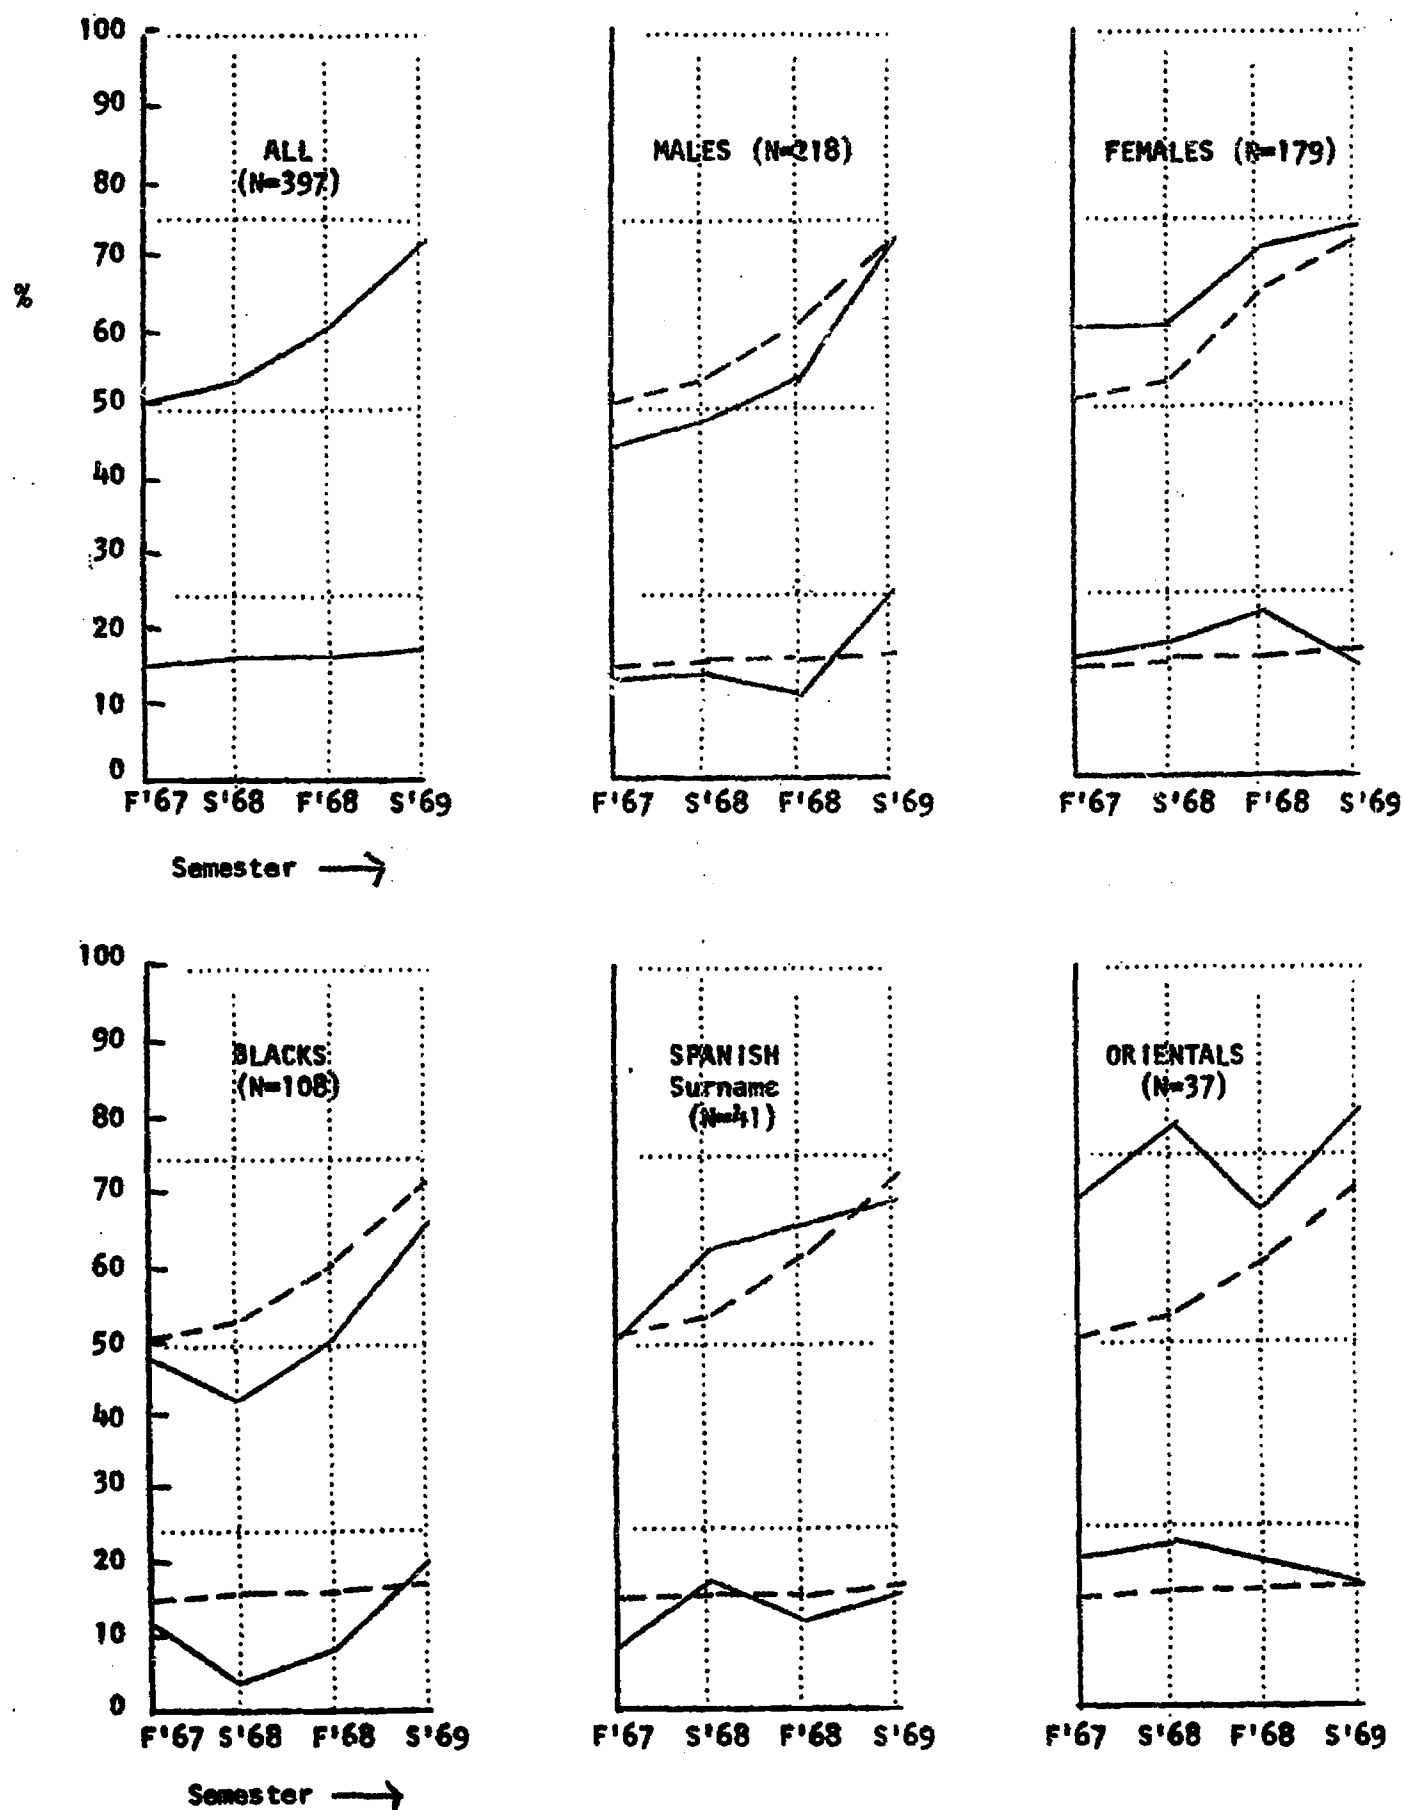 100
90
80
70
60
50
40
30
20
10
0
%
ALL
(N=397)
F'67 S'68 F'68 S'69
Semester
MALES (N=218)
F'67 S'68 F'68 S'69
FEMALES (N=179)
F'67 S'68 F'68 S'69
100
90
80
70
60
50
40
30
20
10
0
BLACKS
(N=108)
F'67 S'68 F'68 S'69
Semester
SPANISH
Surname
(N=41)
F'67 S'68 F'68 S'69
ORIENTALS
(N=37)
F'67 S'68 F'68 S'69